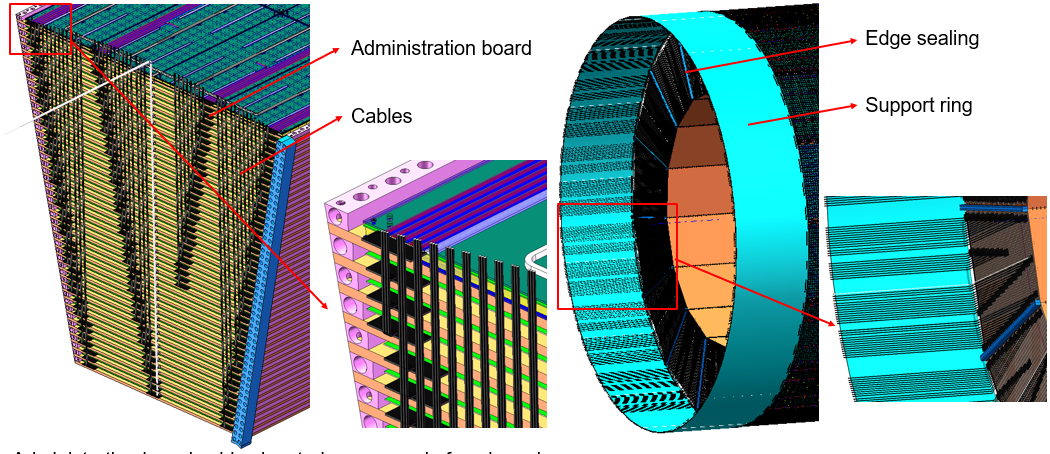 Administration board
Cables
Edge sealing
Support ring